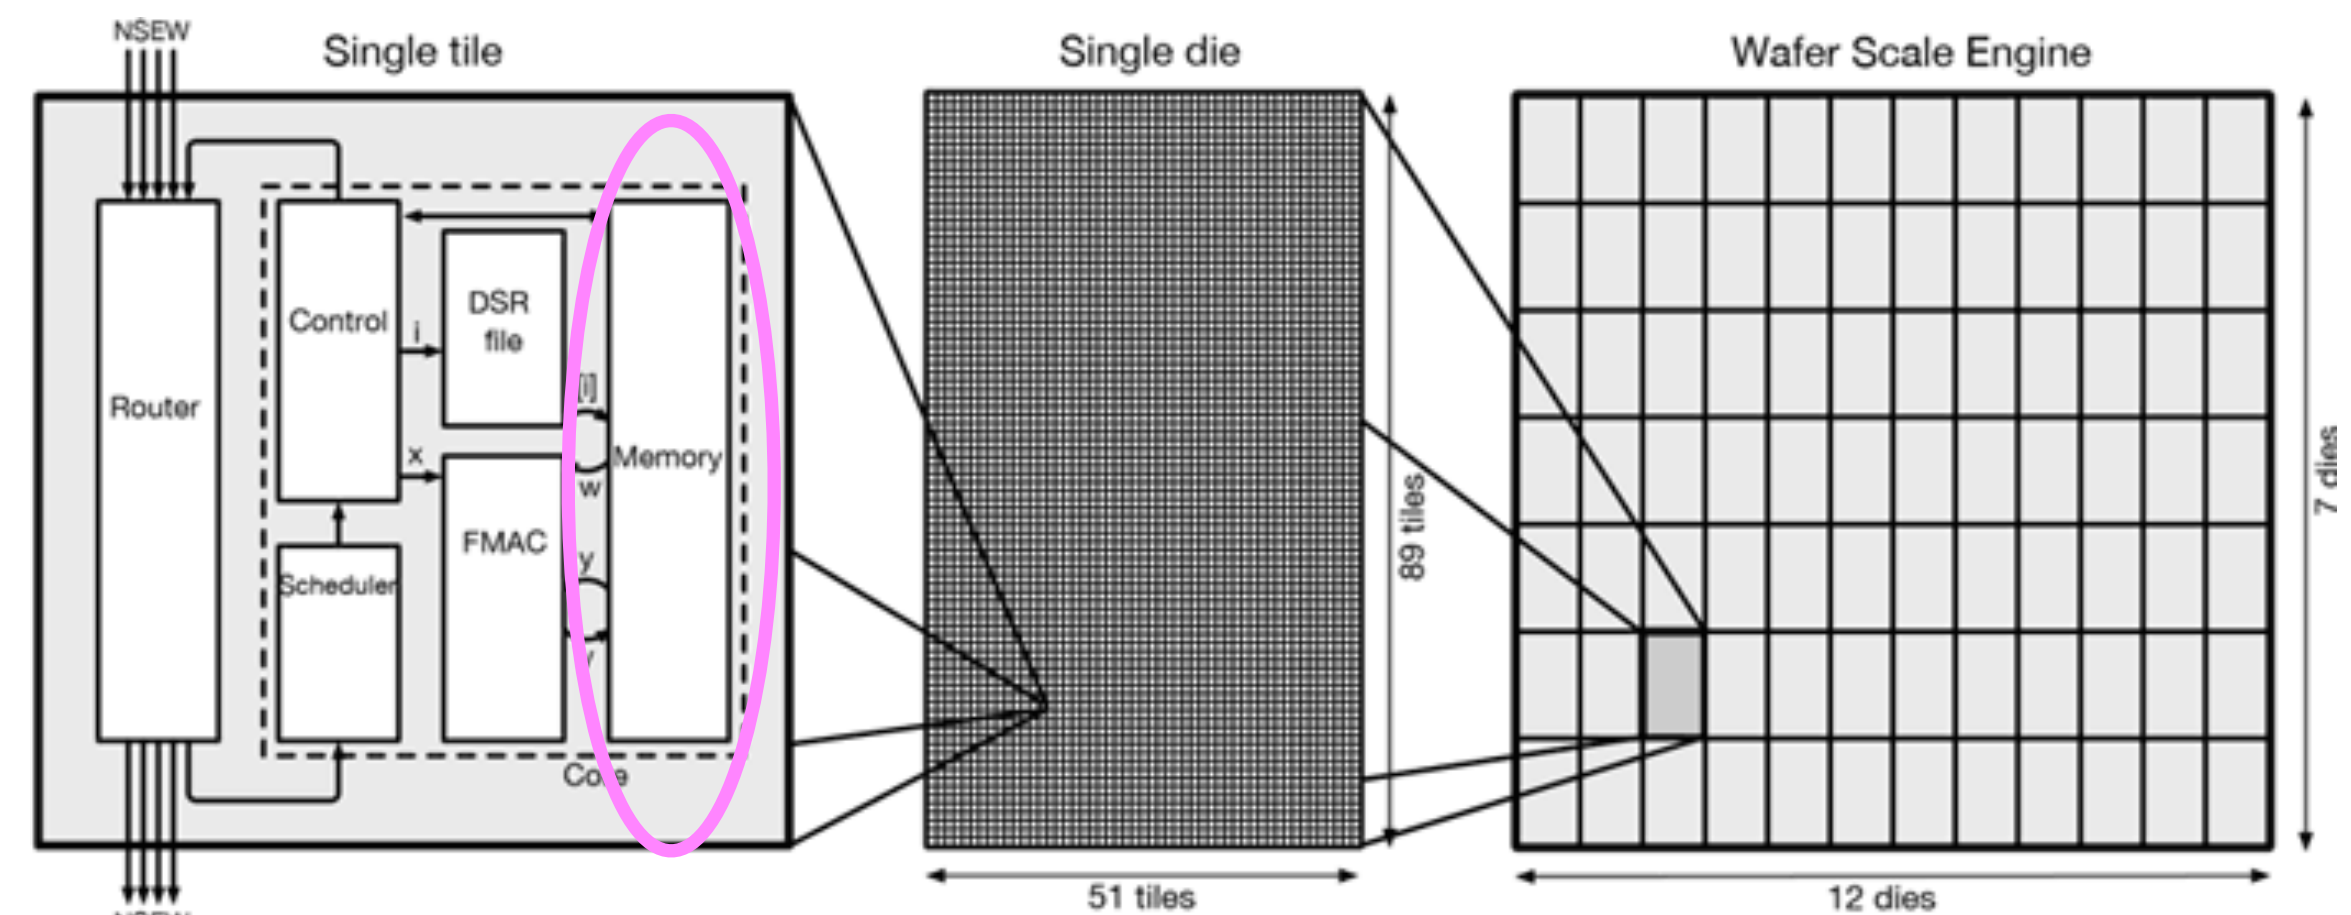 NSEW
Single tile
Single die
Wafer Scale Engine
Control
DSR
file
i
[i]
Router
x
Memory
w
FMAC
y
Scheduler
89 tiles
7 dies
Core
51 tiles
12 dies
NSEW